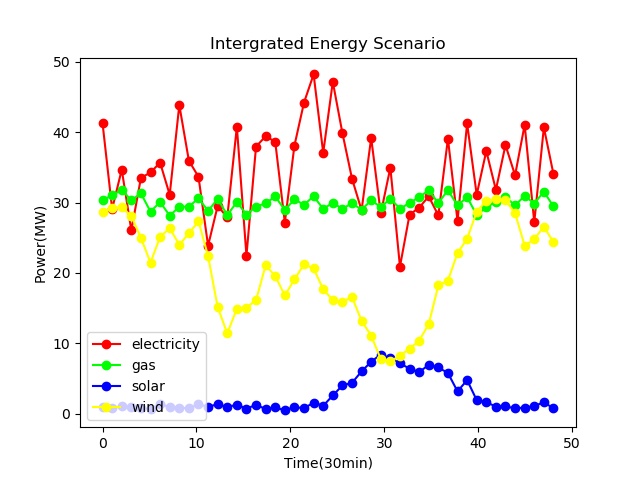 Intergrated Energy Scenario
50
40
30
20
10
0
Power(MW)
electricity
gas
solar
wind
0 10 20 30 40 50
Time(30min)